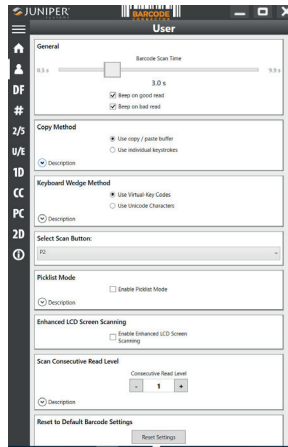 JUNIPER
SYSTEMS
BARCODE
CONNECTOR
User
General
Barcode Scan Time
0.5 s
9.9 s
3.0 s
Beep on good read
Beep on bad read
DF
#
2/5
U/E
1D
CC
PC
2D
Copy Method
Use copy / paste buffer
Use individual keystrokes
Description
Keyboard Wedge Method
Use Virtual-Key Codes
Use Unicode Characters
Description
Select Scan Button:
P2
Picklist Mode
Enable Picklist Mode
Description
Enhanced LCD Screen Scanning
Enable Enhanced LCD Screen
Scanning
Scan Consecutive Read Level
Consecutive Read Level
- 1 +
Description
Reset to Default Barcode Settings
Reset Settings